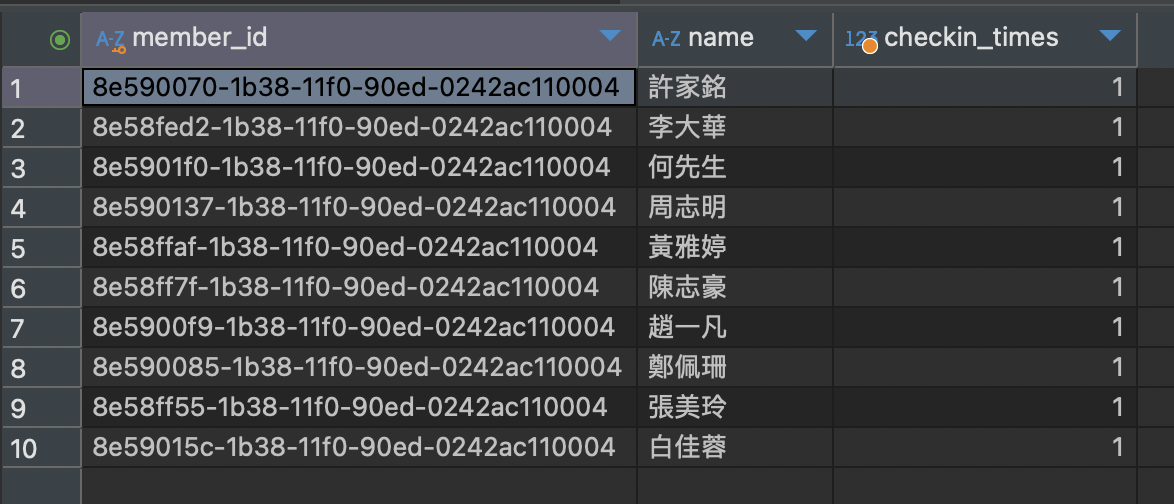 A-Z member_id A-Z name 123 checkin_times
1 8e590070-1b38-11f0-90ed-0242ac110004 許家銘 1
2 8e58fed2-1b38-11f0-90ed-0242ac110004 李大華 1
3 8e5901f0-1b38-11f0-90ed-0242ac110004 何先生 1
4 8e590137-1b38-11f0-90ed-0242ac110004 周志明 1
5 8e58ffaf-1b38-11f0-90ed-0242ac110004 黃雅婷 1
6 8e58ff7f-1b38-11f0-90ed-0242ac110004 陳志豪 1
7 8e5900f9-1b38-11f0-90ed-0242ac110004 趙一凡 1
8 8e590085-1b38-11f0-90ed-0242ac110004 鄭佩珊 1
9 8e58ff55-1b38-11f0-90ed-0242ac110004 張美玲 1
10 8e59015c-1b38-11f0-90ed-0242ac110004 白佳蓉 1